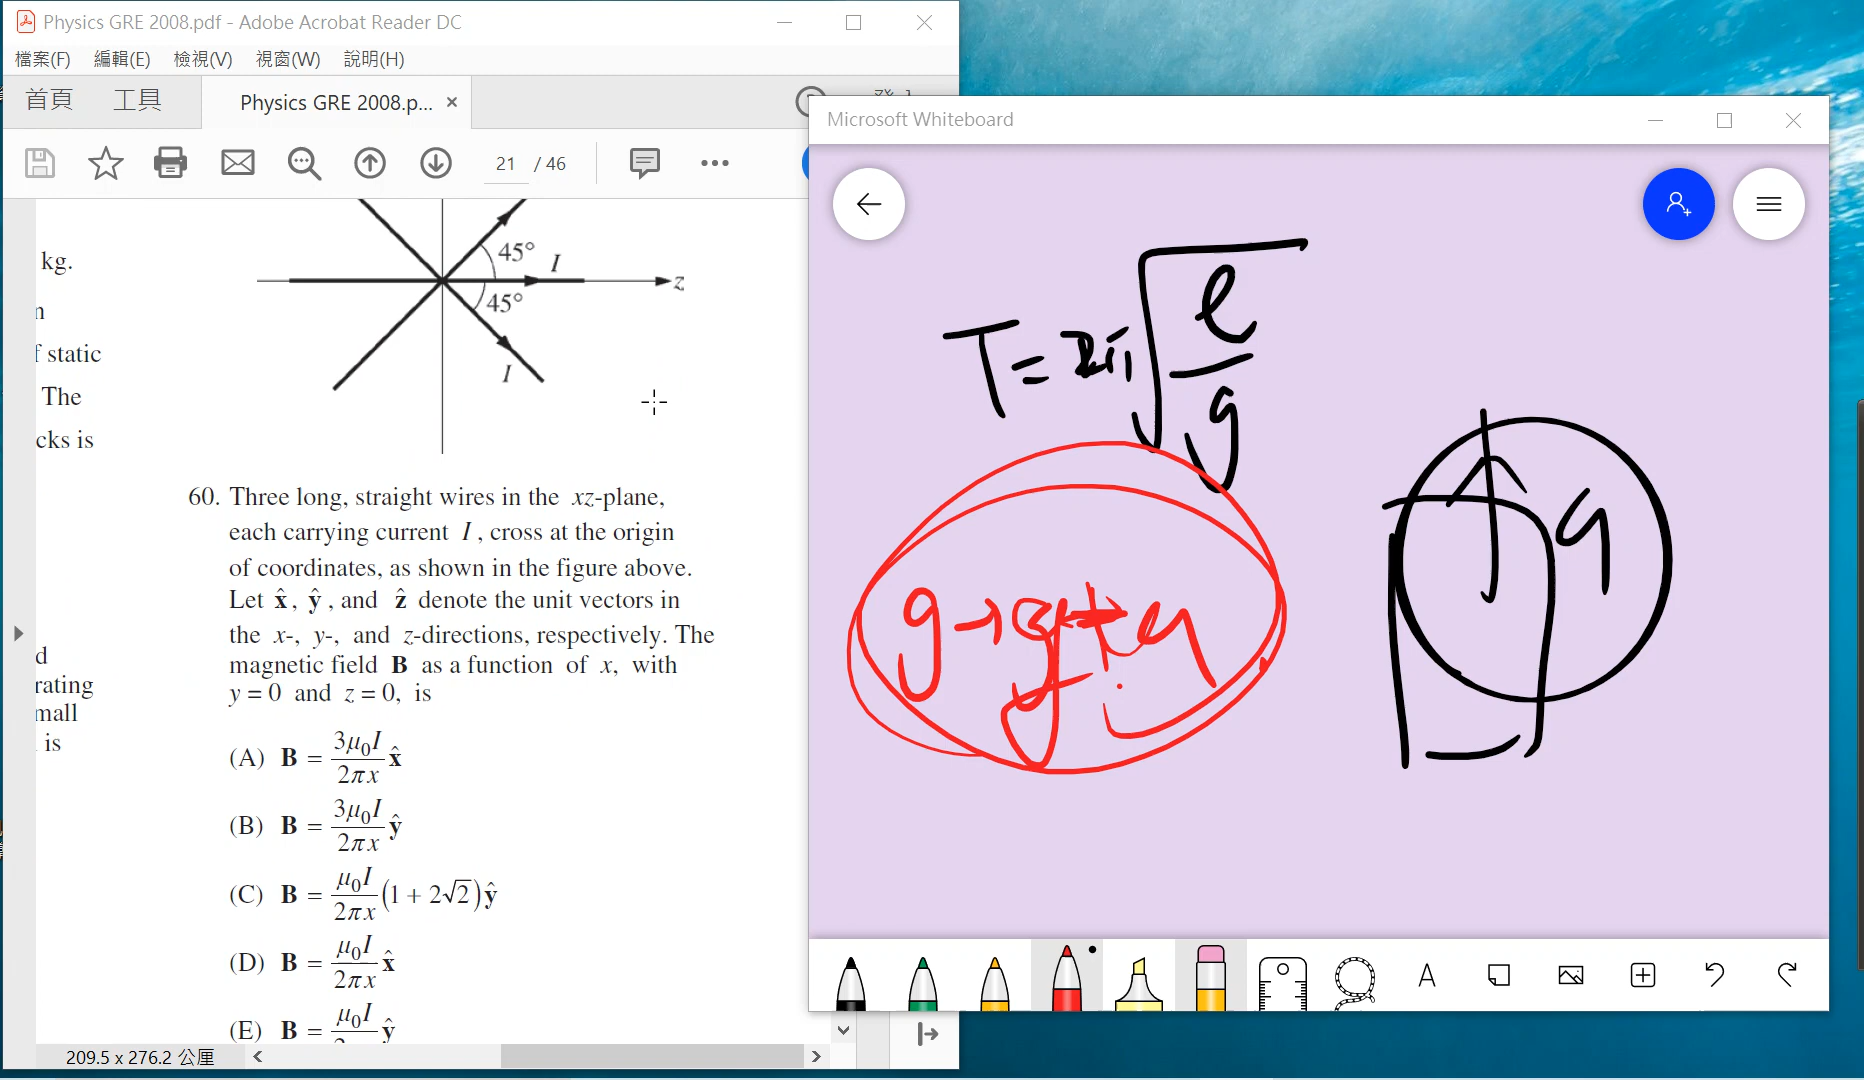 Physics GRE 2008.pdf - Adobe Acrobat Reader DC
檔案(F) 編輯(E) 檢視(V) 視窗(W) 說明(H)
首頁 工具 Physics GRE 2008.p... ×
21 / 46
kg.
n
f static
The
cks is
d
rating
mall
is
45° I
z
45°
I
60. Three long, straight wires in the xz-plane,
each carrying current I, cross at the origin
of coordinates, as shown in the figure above.
Let x̂, ŷ, and ẑ denote the unit vectors in
the x-, y-, and z-directions, respectively. The
magnetic field B as a function of x, with
y = 0 and z = 0, is
(A) B = 3μ₀I / 2πx x̂
(B) B = 3μ₀I / 2πx ŷ
(C) B = μ₀I / 2πx (1 + 2√2) ŷ
(D) B = μ₀I / 2πx x̂
(E) B = μ₀I ŷ
209.5 x 276.2 公厘
Microsoft Whiteboard
T = 2π √ l / g
g → g + a
a
A